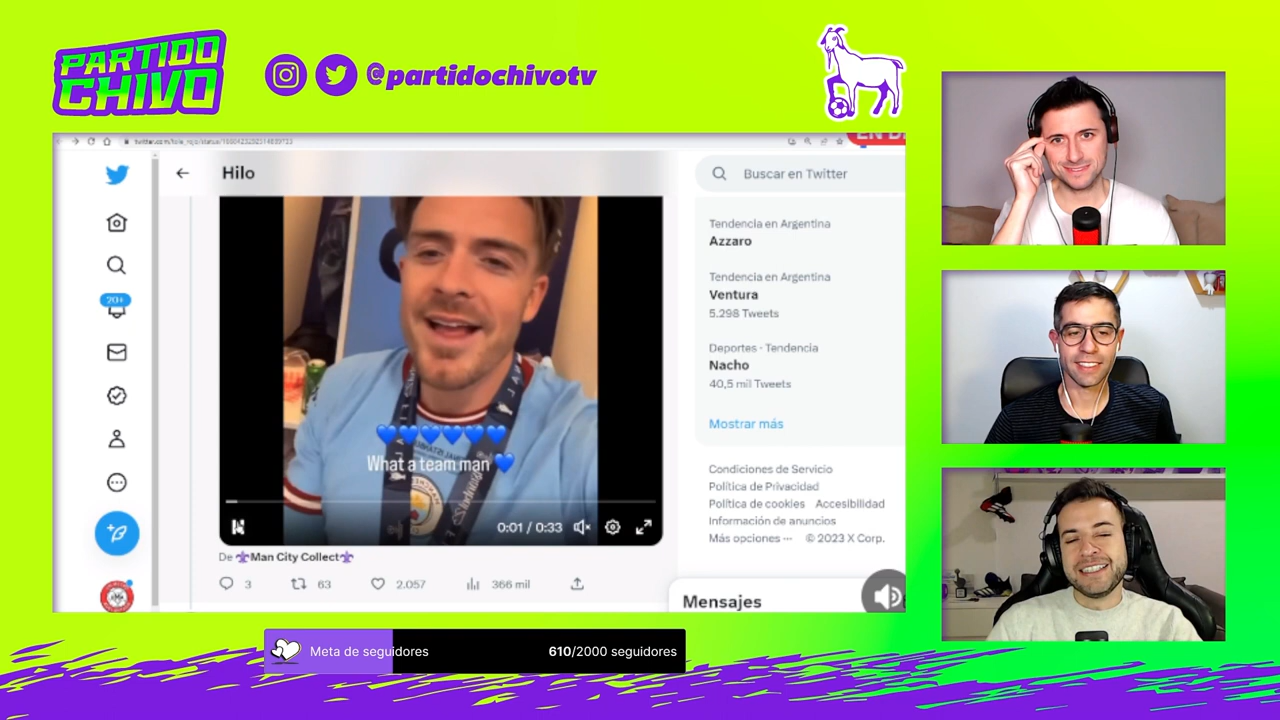 PARTIDO
CHIVO
@partidochivotv
EN D
Hilo
Buscar en Twitter
Tendencia en Argentina
Azzaro
Tendencia en Argentina
Ventura
5.298 Tweets
Deportes · Tendencia
Nacho
40,5 mil Tweets
Mostrar más
Condiciones de Servicio
Política de Privacidad
Política de cookies Accesibilidad
Información de anuncios
Más opciones ··· © 2023 X Corp.
20+
What a team man
0:01 / 0:33
De Man City Collect
3 63 2.057 366 mil
Mensajes
Meta de seguidores 610/2000 seguidores